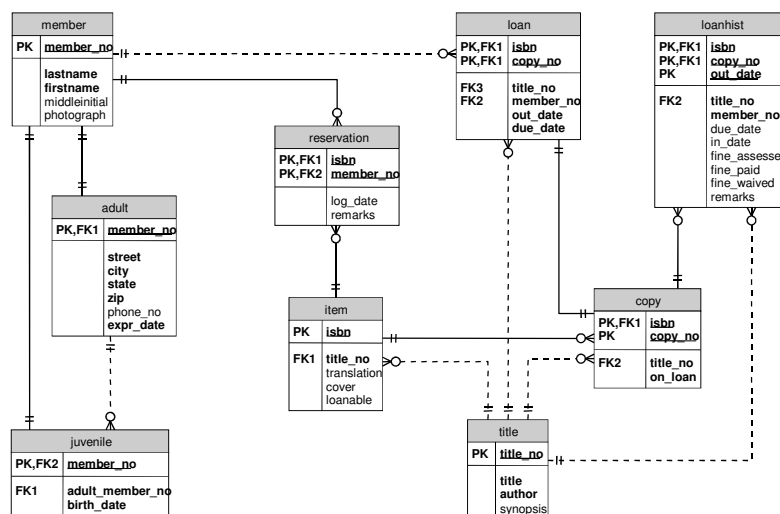 member
PK member_no
lastname
firstname
middleinitial
photograph
loan
PK,FK1 isbn
PK,FK1 copy_no
FK3 title_no
FK2 member_no
out_date
due_date
loanhist
PK,FK1 isbn
PK,FK1 copy_no
PK out_date
FK2 title_no
member_no
due_date
in_date
fine_assesse
fine_paid
fine_waived
remarks
reservation
PK,FK1 isbn
PK,FK2 member_no
log_date
remarks
adult
PK,FK1 member_no
street
city
state
zip
phone_no
expr_date
item
PK isbn
FK1 title_no
translation
cover
loanable
copy
PK,FK1 isbn
PK copy_no
FK2 title_no
on_loan
juvenile
PK,FK2 member_no
FK1 adult_member_no
birth_date
title
PK title_no
title
author
synopsis